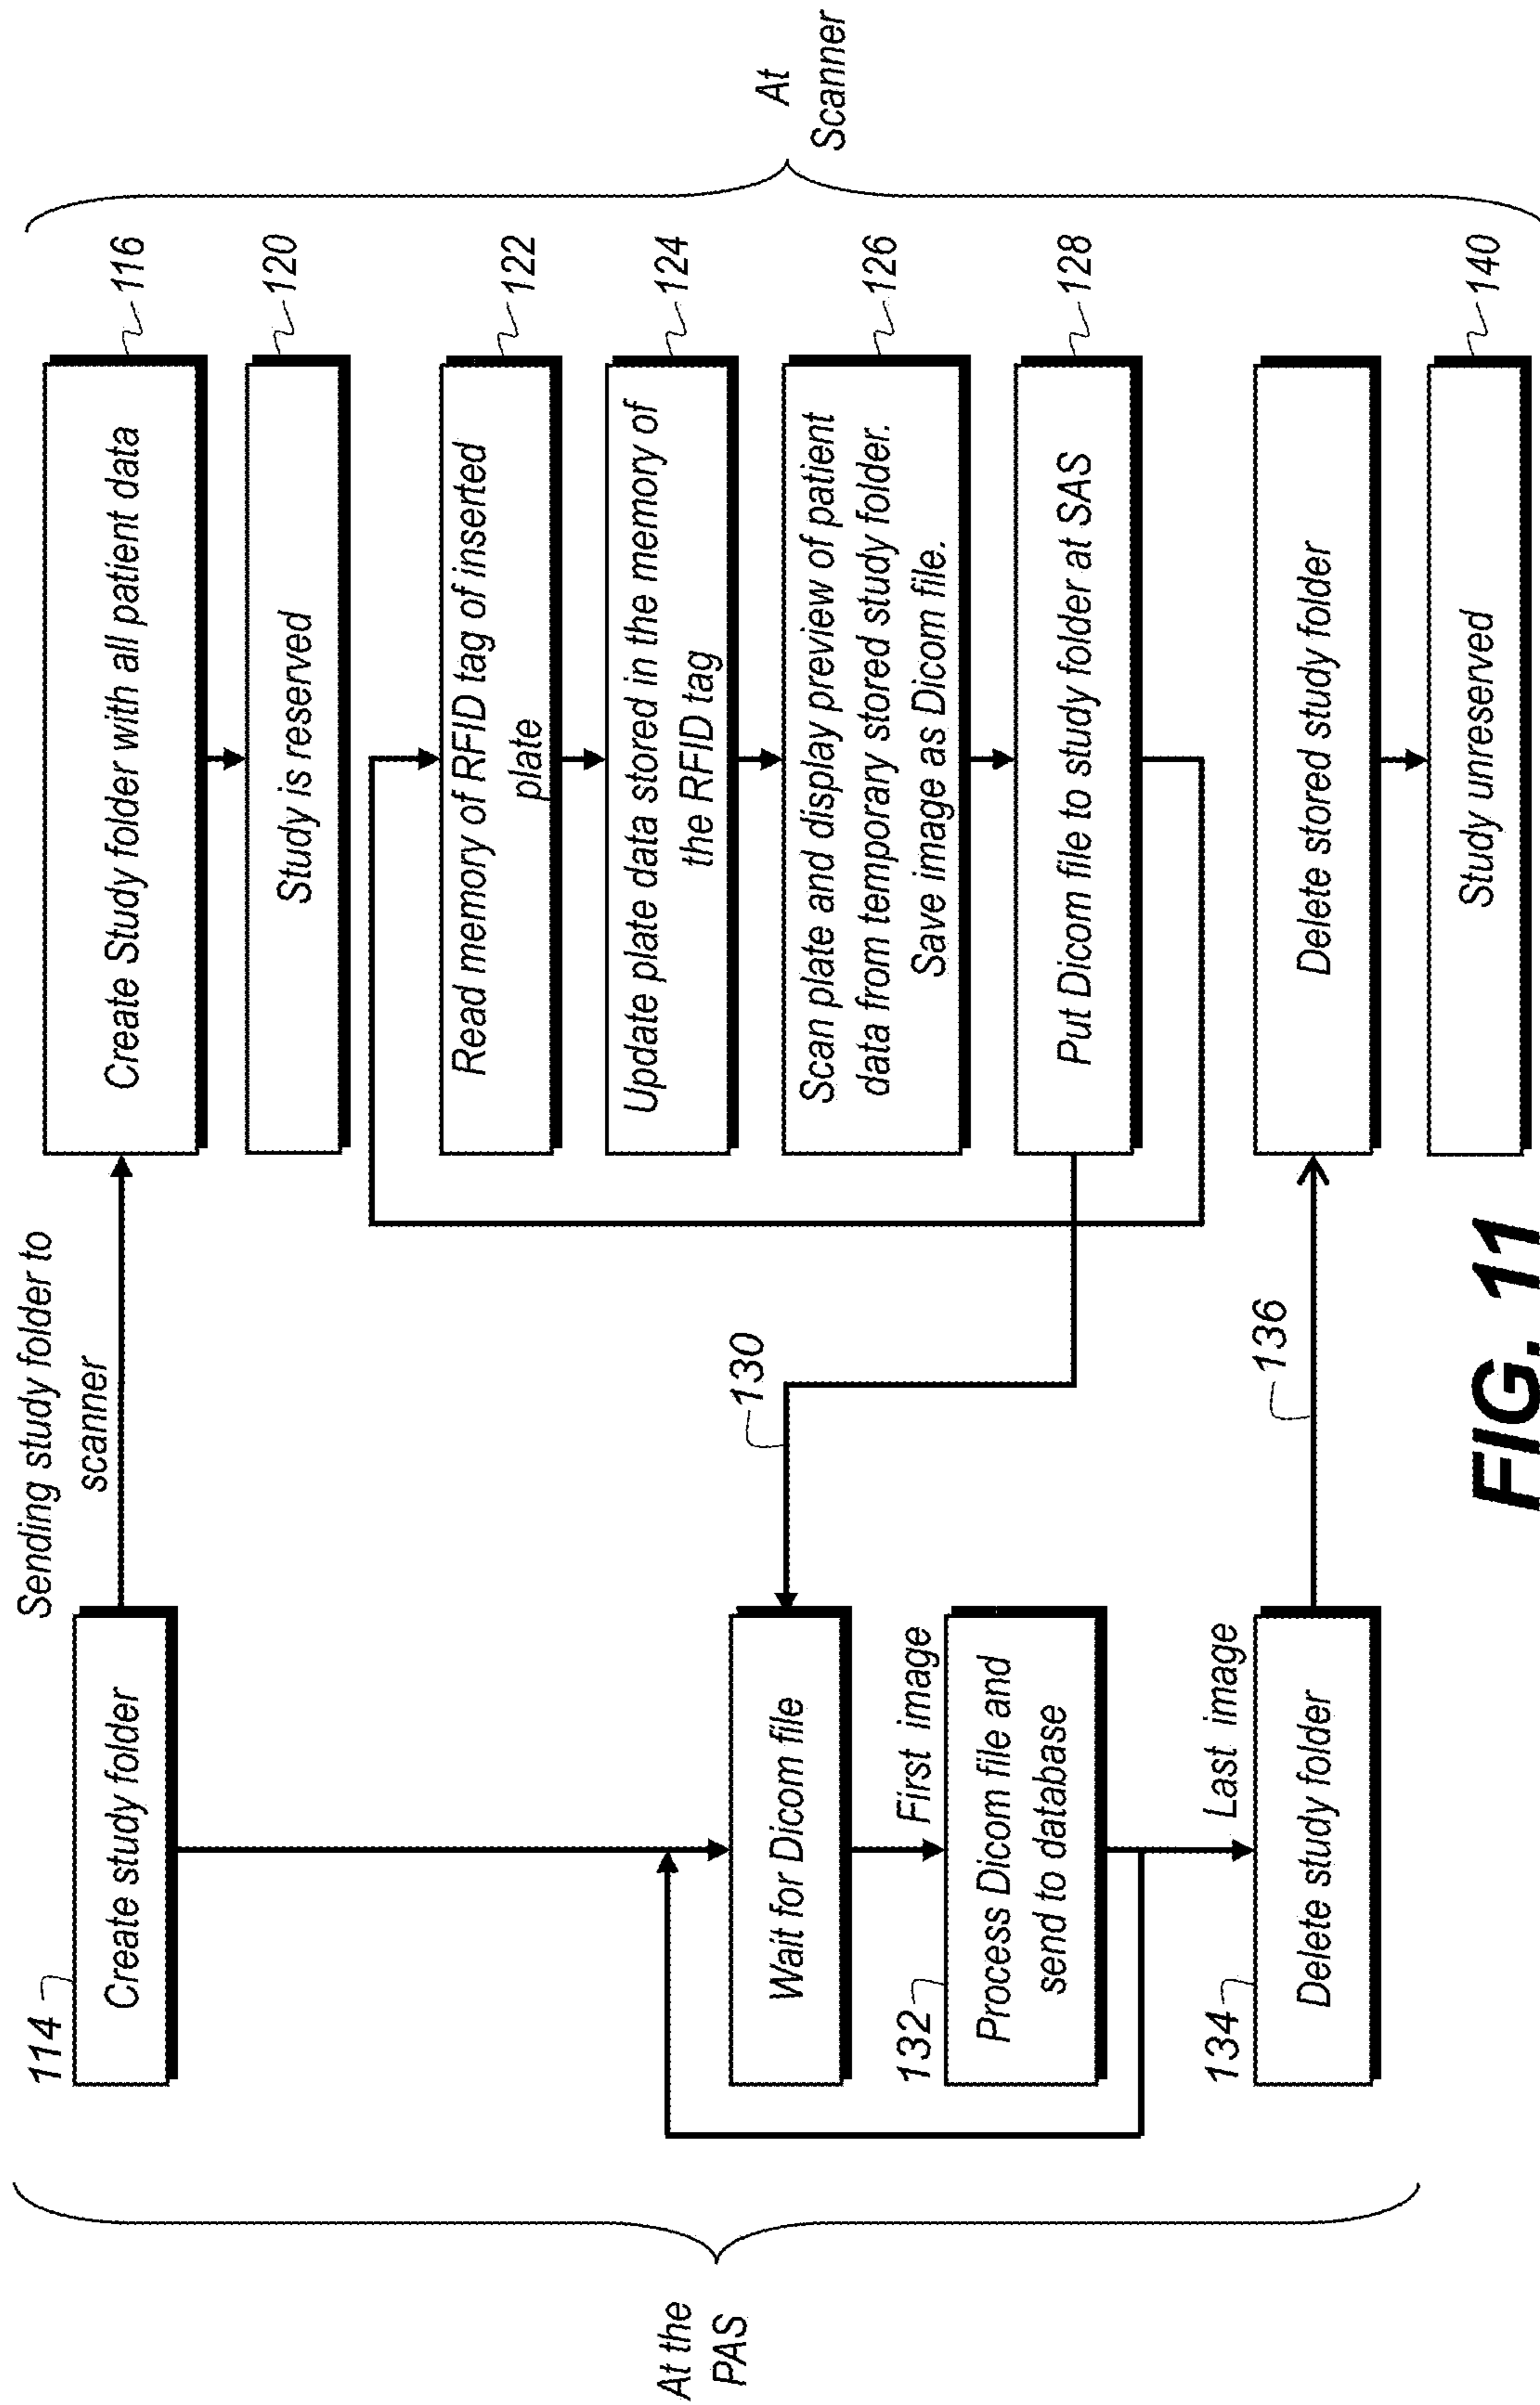 At the
PAS
114
Create study folder
Sending study folder to
scanner
Wait for Dicom file
130
First image
132
Process Dicom file and
send to database
Last image
134
Delete study folder
136
Create Study folder with all patient data
116
Study is reserved
120
Read memory of RFID tag of inserted
plate
122
Update plate data stored in the memory of
the RFID tag
124
Scan plate and display preview of patient
data from temporary stored study folder.
Save image as Dicom file.
126
Put Dicom file to study folder at SAS
128
Delete stored study folder
Study unreserved
140
At
Scanner
FIG. 11